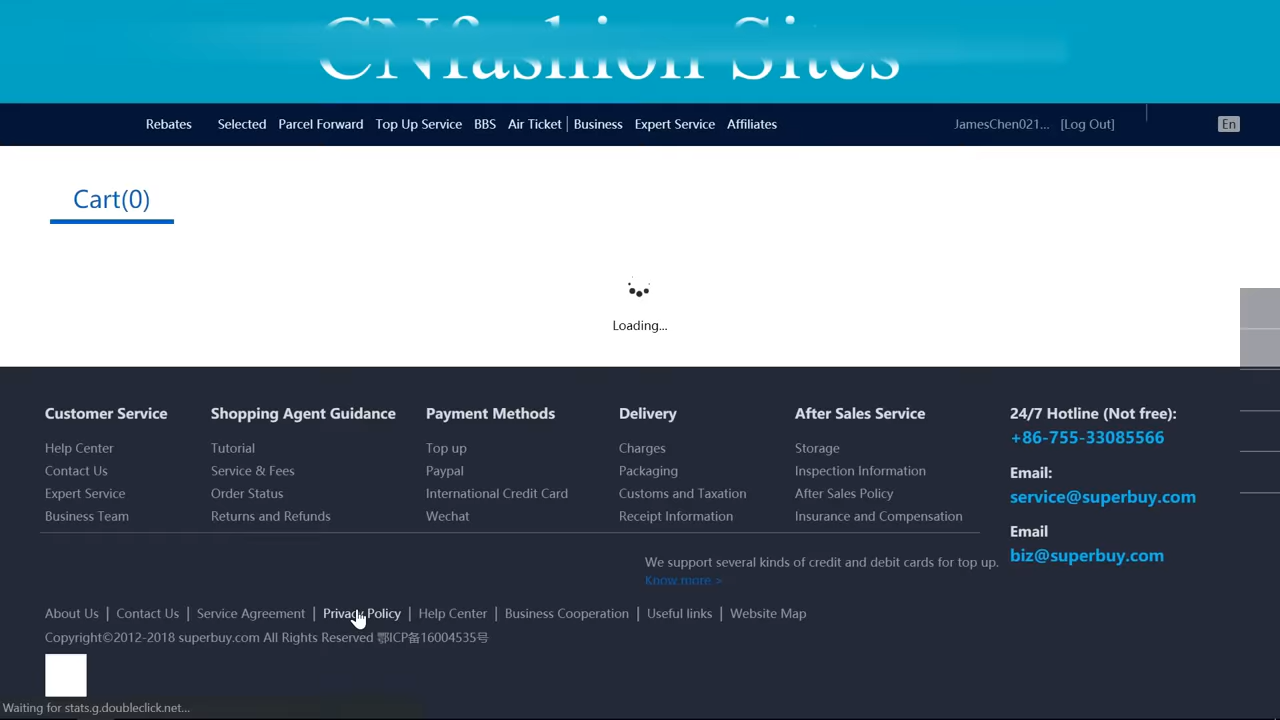 CNfashion Sites
Rebates Selected Parcel Forward Top Up Service BBS Air Ticket | Business Expert Service Affiliates JamesChen021... [Log Out] En
Cart(0)
Loading...
Customer Service Shopping Agent Guidance Payment Methods Delivery After Sales Service 24/7 Hotline (Not free):
+86-755-33085566
Help Center Tutorial Top up Charges Storage
Contact Us Service & Fees Paypal Packaging Inspection Information Email:
Expert Service Order Status International Credit Card Customs and Taxation After Sales Policy service@superbuy.com
Business Team Returns and Refunds Wechat Receipt Information Insurance and Compensation
Email
biz@superbuy.com
We support several kinds of credit and debit cards for top up.
Know more >
About Us | Contact Us | Service Agreement | Privacy Policy | Help Center | Business Cooperation | Useful links | Website Map
Copyright©2012-2018 superbuy.com All Rights Reserved 鄂ICP备16004535号
Waiting for stats.g.doubleclick.net...